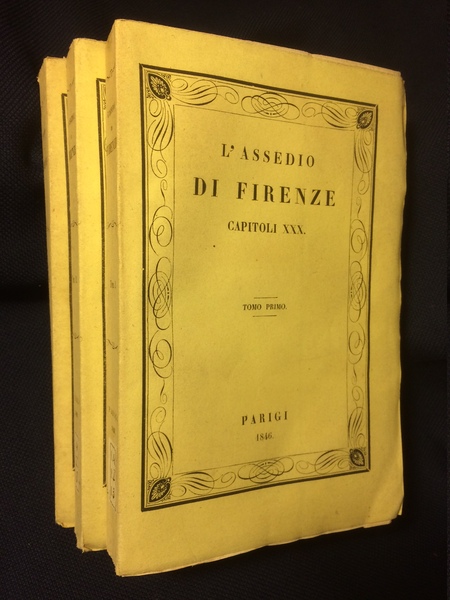 L'ASSEDIO
DI FIRENZE
CAPITOLI XXX.
TOMO PRIMO.
PARIGI
1846.